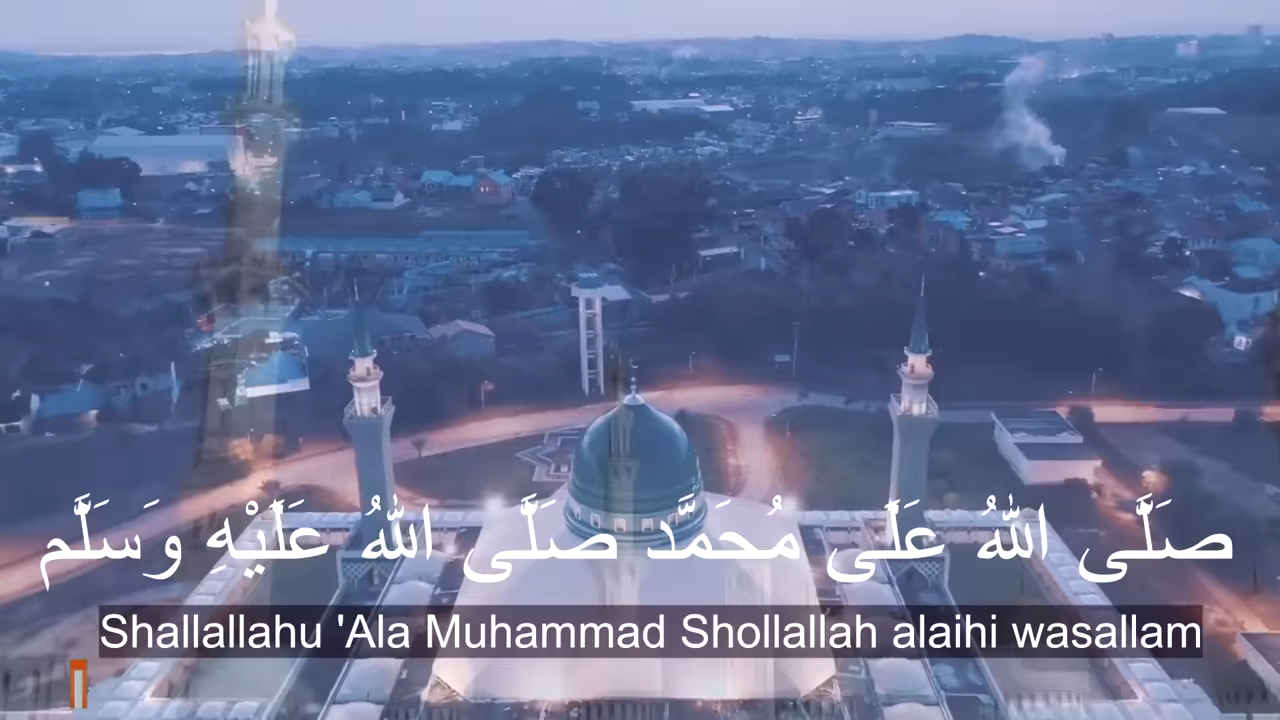 صَلَّى اللهُ عَلَى مُحَمَّد صَلَّى اللهُ عَلَيْهِ وَسَلَّم
Shallallahu 'Ala Muhammad Shollallah alaihi wasallam